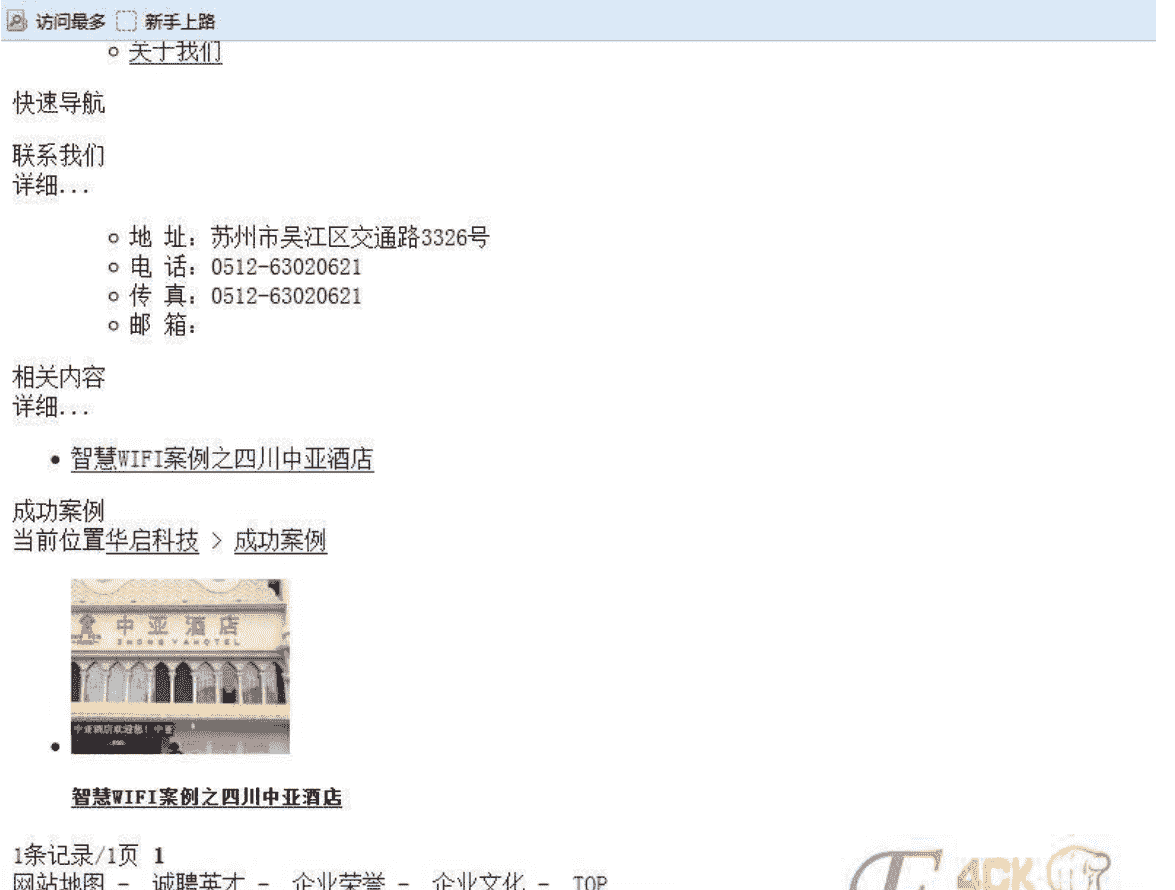 访问最多 新手上路
关于我们
快速导航
联系我们
详细...
地 址：苏州市吴江区交通路3326号
电 话：0512-63020621
传 真：0512-63020621
邮 箱：
相关内容
详细...
智慧WIFI案例之四川中亚酒店
成功案例
当前位置华启科技 > 成功案例
中亚酒店
ZHONG YA HOTEL
智慧WIFI案例之四川中亚酒店
1条记录/1页 1
网站地图 - 诚聘英才 - 企业荣誉 - 企业文化 - TOP